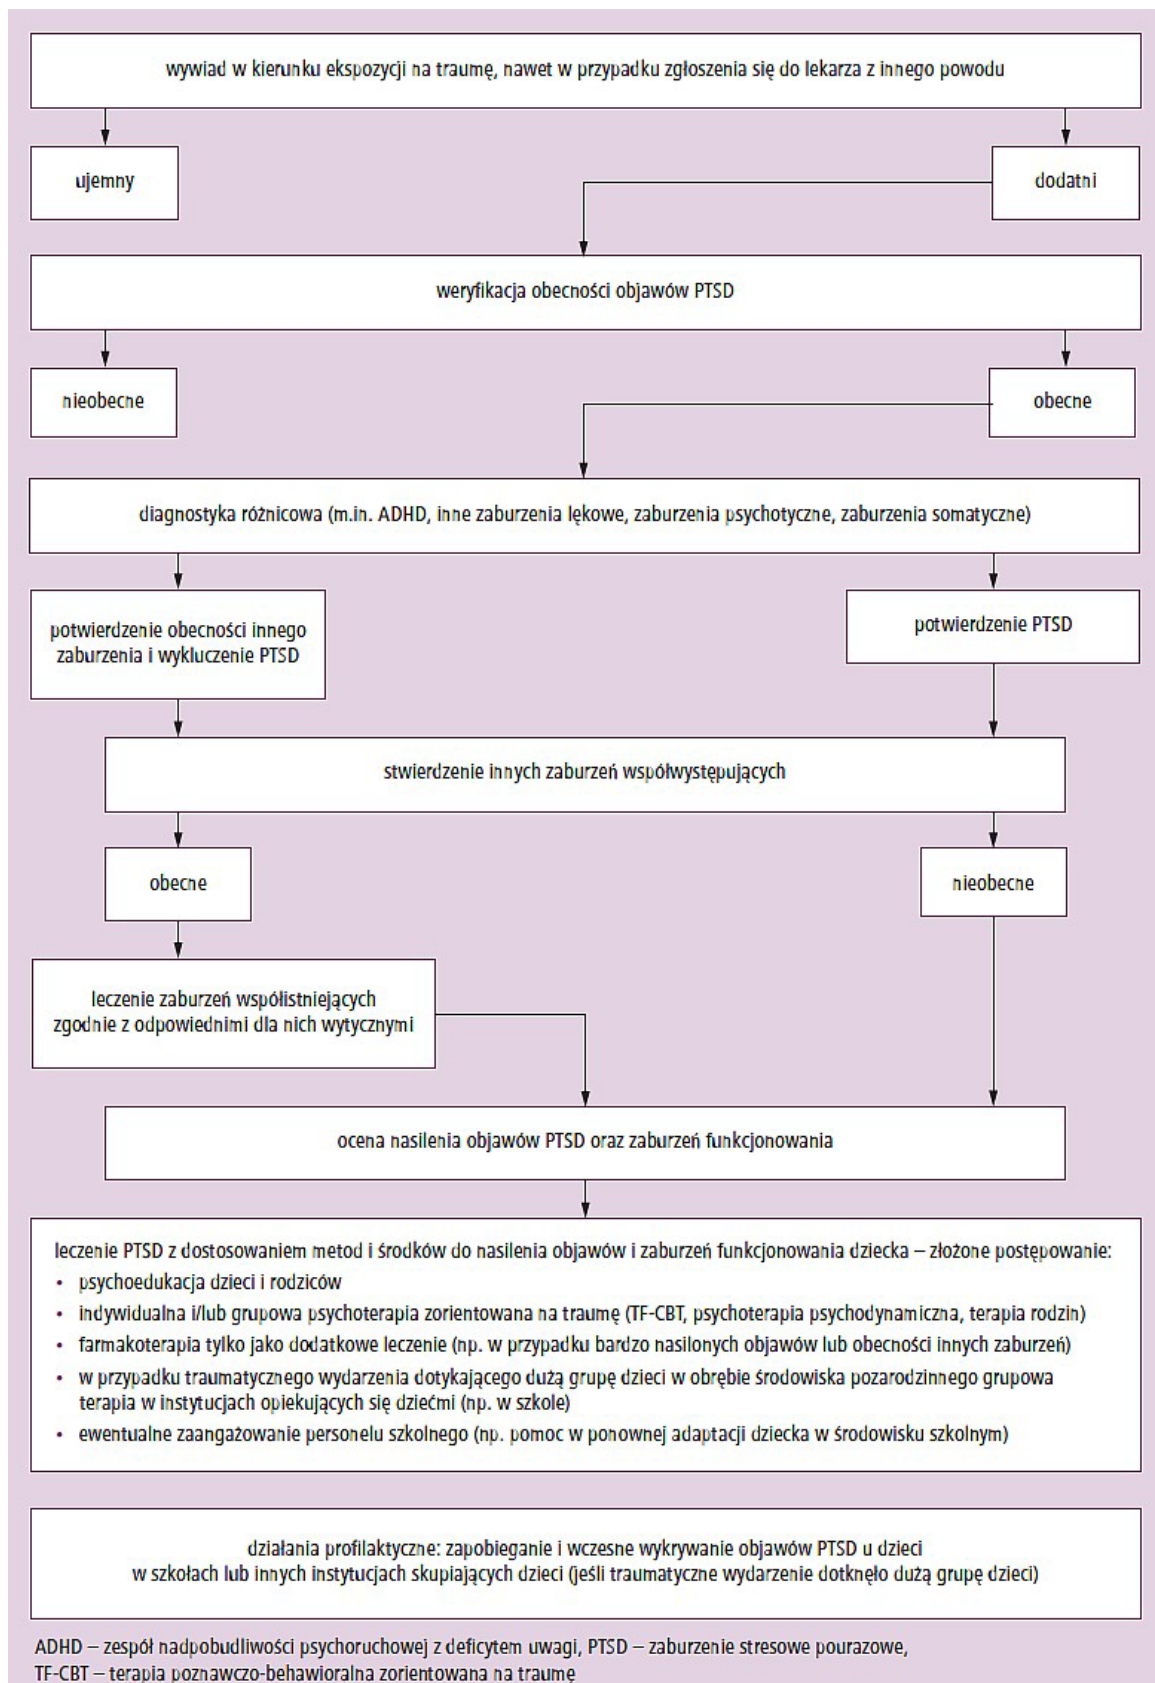 wywiad w kierunku ekspozycji na traumę, nawet w przypadku zgłoszenia się do lekarza z innego powodu
ujemny
dodatni
weryfikacja obecności objawów PTSD
nieobecne
obecne
diagnostyka różnicowa (m.in. ADHD, inne zaburzenia lękowe, zaburzenia psychotyczne, zaburzenia somatyczne)
potwierdzenie obecności innego
zaburzenia i wykluczenie PTSD
potwierdzenie PTSD
stwierdzenie innych zaburzeń współwystępujących
obecne
nieobecne
leczenie zaburzeń współistniejących
zgodnie z odpowiednimi dla nich wytycznymi
ocena nasilenia objawów PTSD oraz zaburzeń funkcjonowania
leczenie PTSD z dostosowaniem metod i środków do nasilenia objawów i zaburzeń funkcjonowania dziecka – złożone postępowanie:
• psychoedukacja dzieci i rodziców
• indywidualna i/lub grupowa psychoterapia zorientowana na traumę (TF-CBT, psychoterapia psychodynamiczna, terapia rodzin)
• farmakoterapia tylko jako dodatkowe leczenie (np. w przypadku bardzo nasilonych objawów lub obecności innych zaburzeń)
• w przypadku traumatycznego wydarzenia dotykającego dużą grupę dzieci w obrębie środowiska pozarodzinnego grupowa
terapia w instytucjach opiekujących się dziećmi (np. w szkole)
• ewentualne zaangażowanie personelu szkolnego (np. pomoc w ponownej adaptacji dziecka w środowisku szkolnym)
działania profilaktyczne: zapobieganie i wczesne wykrywanie objawów PTSD u dzieci
w szkołach lub innych instytucjach skupiających dzieci (jeśli traumatyczne wydarzenie dotknęło dużą grupę dzieci)
ADHD – zespół nadpobudliwości psychoruchowej z deficytem uwagi, PTSD – zaburzenie stresowe pourazowe,
TF-CBT – terapia poznawczo-behawioralna zorientowana na traumę